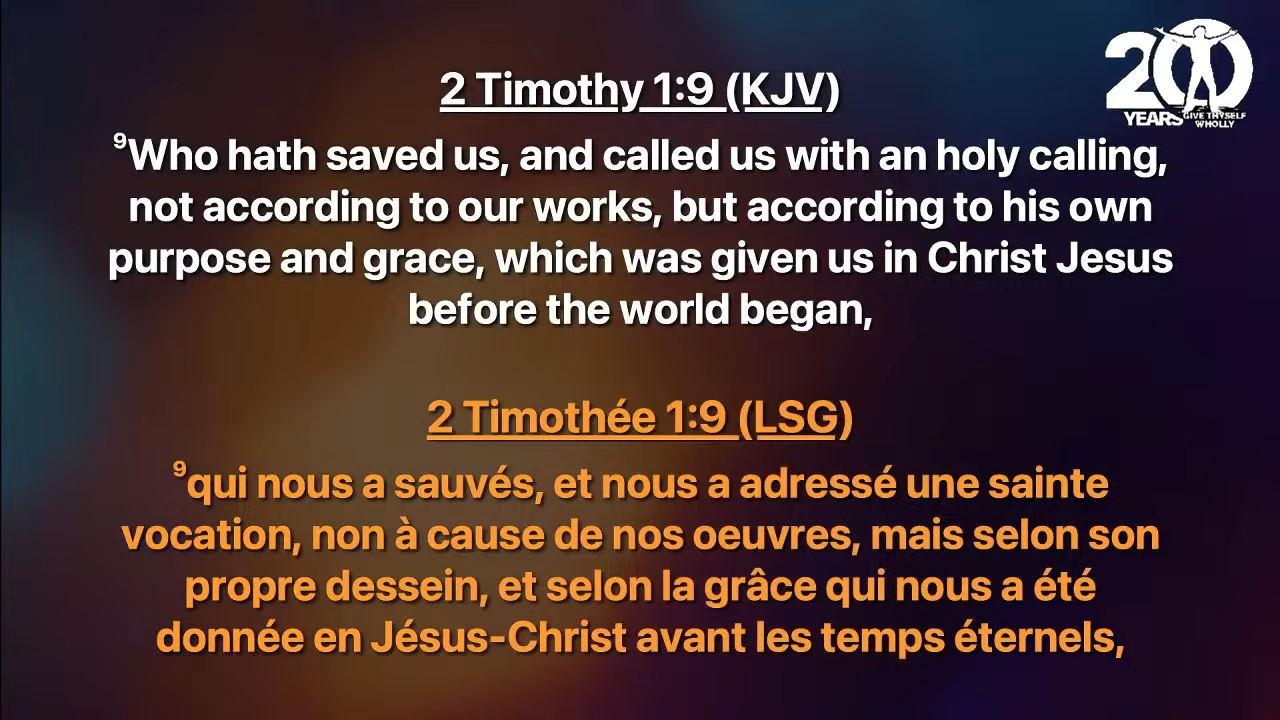 20
YEARS
GIVE THYSELF
WHOLLY
2 Timothy 1:9 (KJV)
⁹Who hath saved us, and called us with an holy calling,
not according to our works, but according to his own
purpose and grace, which was given us in Christ Jesus
before the world began,
2 Timothée 1:9 (LSG)
⁹qui nous a sauvés, et nous a adressé une sainte
vocation, non à cause de nos oeuvres, mais selon son
propre dessein, et selon la grâce qui nous a été
donnée en Jésus-Christ avant les temps éternels,